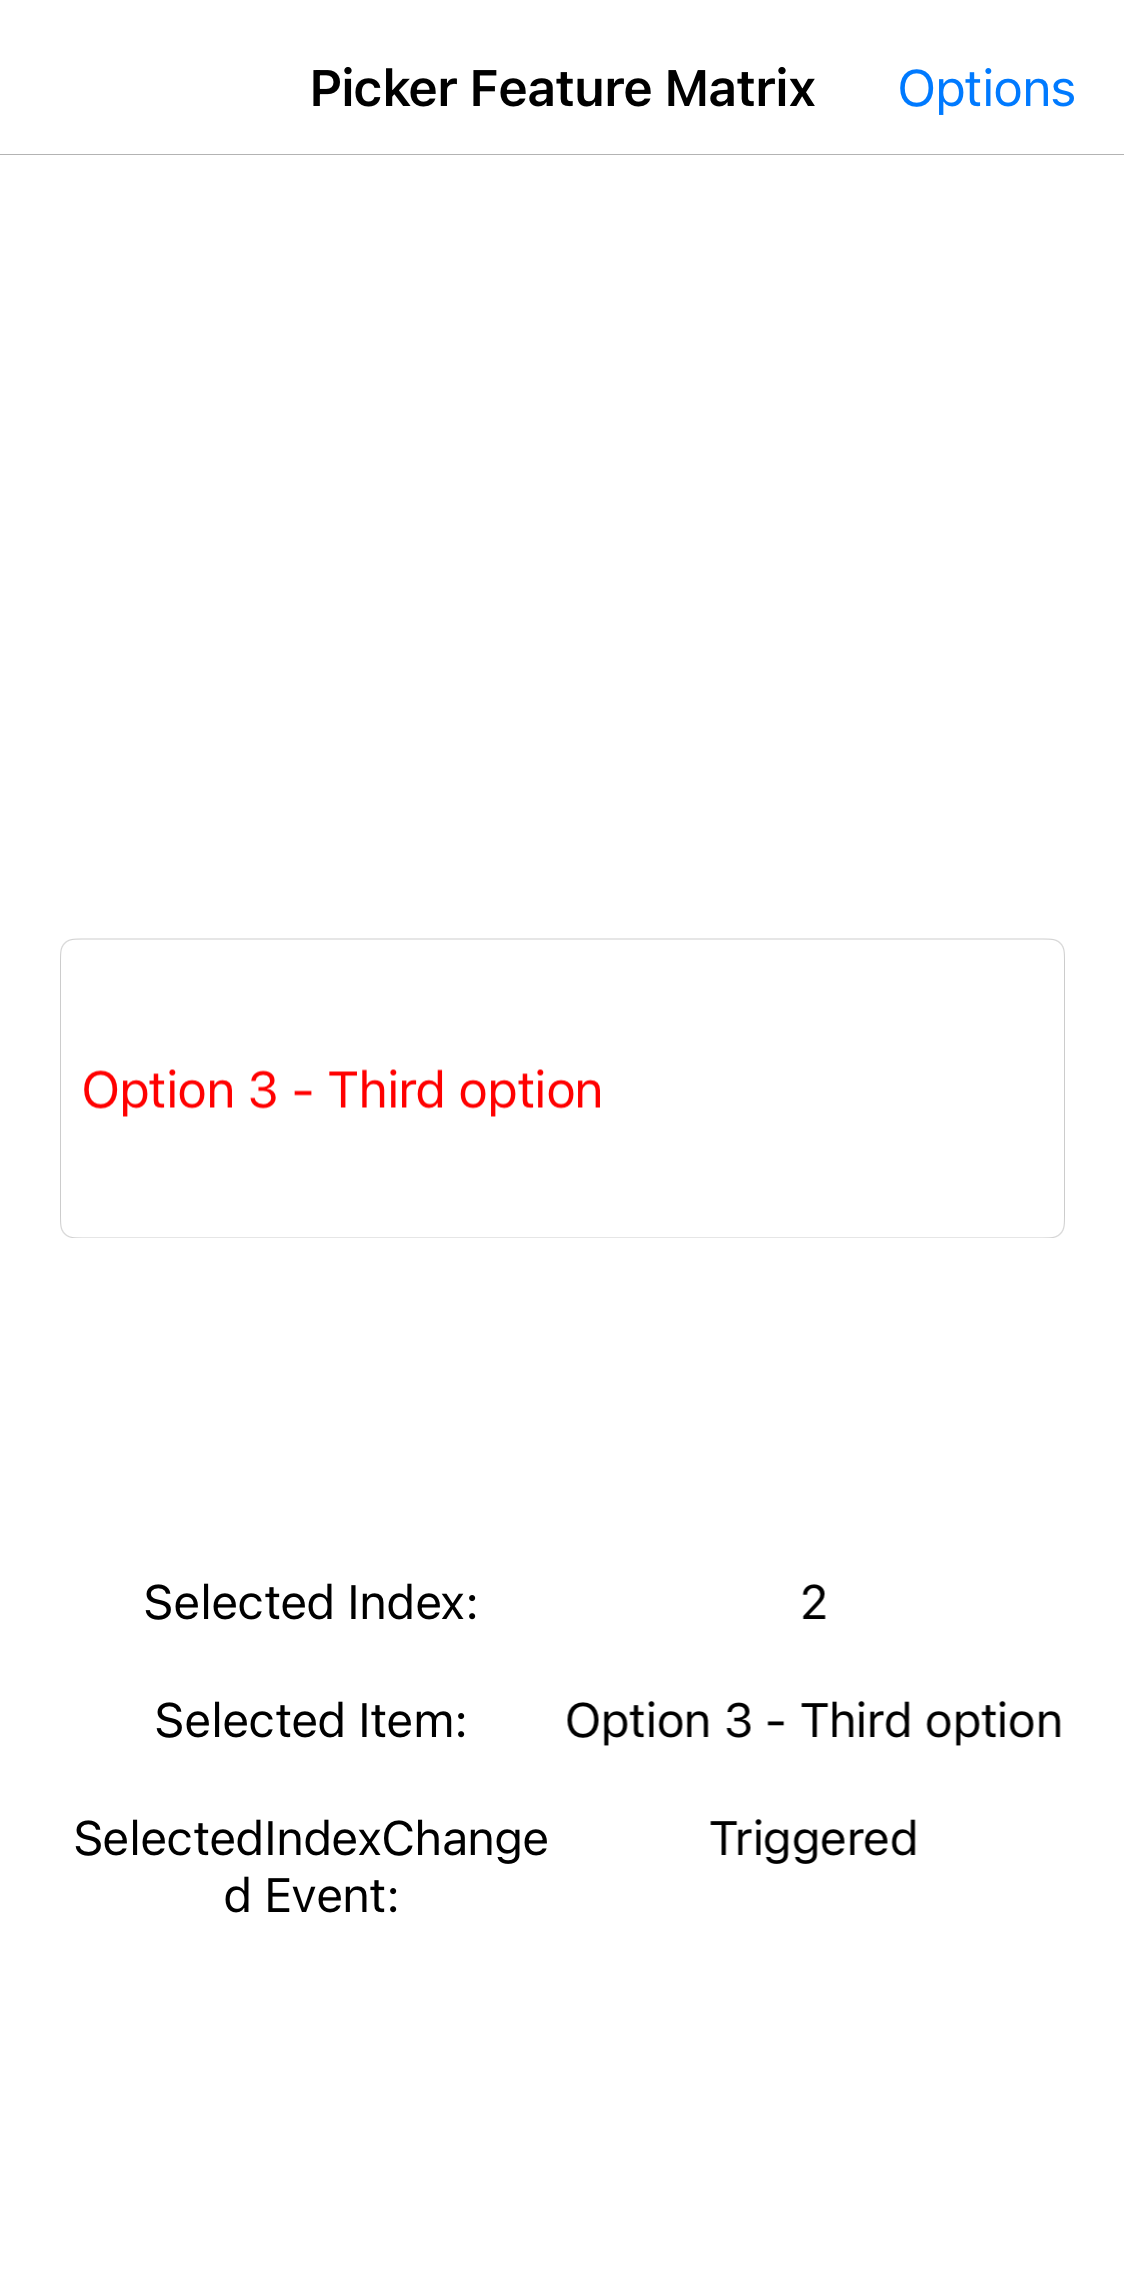 Picker Feature Matrix Options
Option 3 - Third option
Selected Index: 2
Selected Item: Option 3 - Third option
SelectedIndexChange Triggered
d Event: